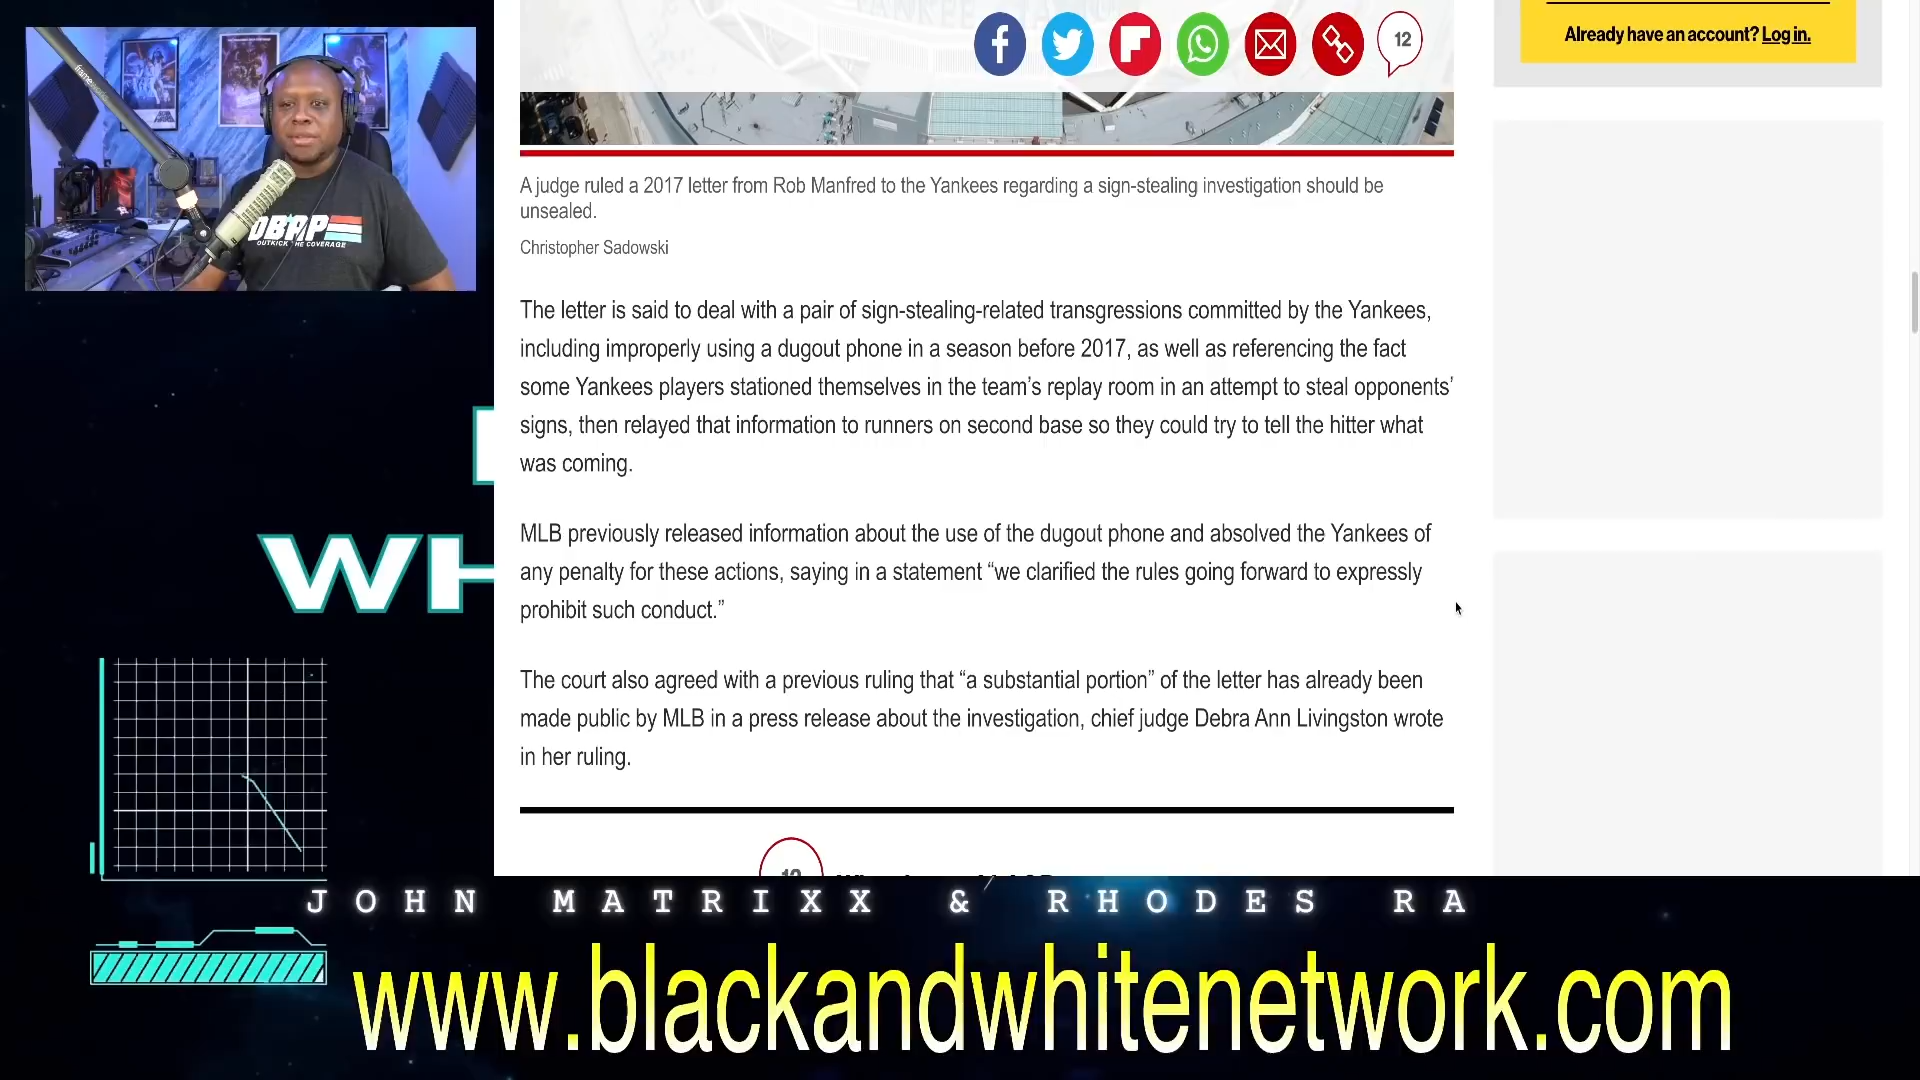 12
Already have an account? Log in.
A judge ruled a 2017 letter from Rob Manfred to the Yankees regarding a sign-stealing investigation should be
unsealed.
Christopher Sadowski
The letter is said to deal with a pair of sign-stealing-related transgressions committed by the Yankees,
including improperly using a dugout phone in a season before 2017, as well as referencing the fact
some Yankees players stationed themselves in the team’s replay room in an attempt to steal opponents’
signs, then relayed that information to runners on second base so they could try to tell the hitter what
was coming.
MLB previously released information about the use of the dugout phone and absolved the Yankees of
any penalty for these actions, saying in a statement “we clarified the rules going forward to expressly
prohibit such conduct.”
The court also agreed with a previous ruling that “a substantial portion” of the letter has already been
made public by MLB in a press release about the investigation, chief judge Debra Ann Livingston wrote
in her ruling.
OUTKICK THE COVERAGE
WH
12
JOHN MATRIXX & RHODES RA
www.blackandwhitenetwork.com